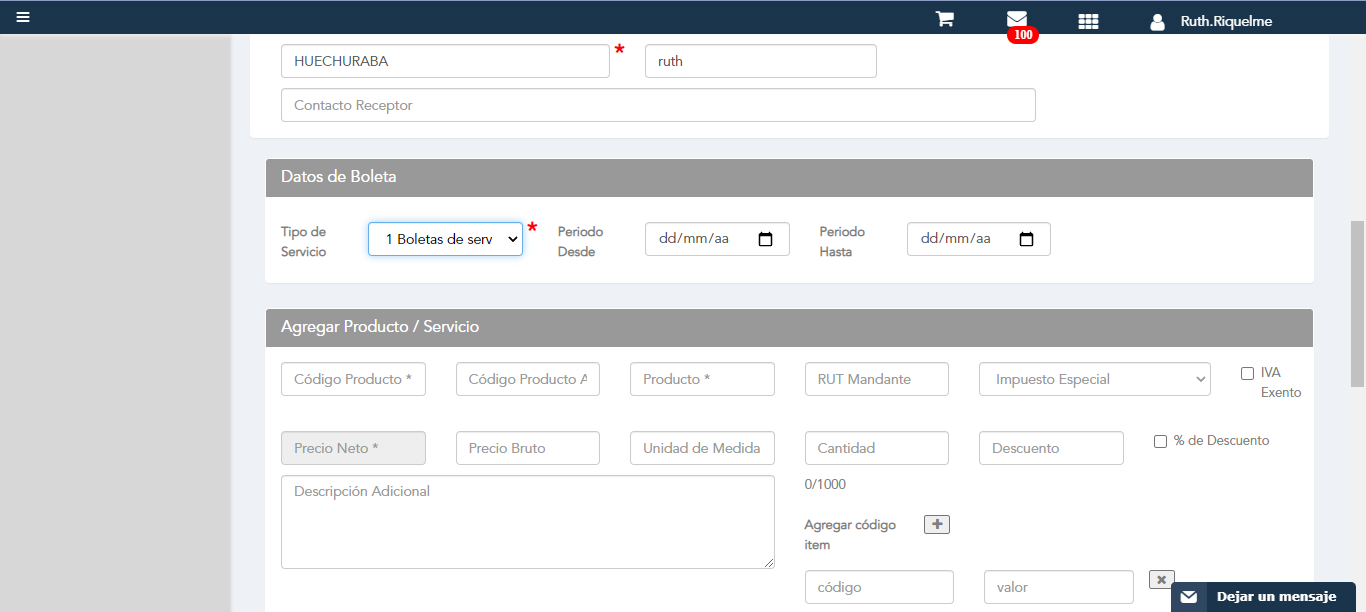 Ruth.Riquelme
100
HUECHURABA * ruth
Contacto Receptor
Datos de Boleta
Tipo de Servicio
1 Boletas de serv *
Periodo Desde
dd/mm/aa
Periodo Hasta
dd/mm/aa
Agregar Producto / Servicio
Código Producto * Código Producto A Producto * RUT Mandante Impuesto Especial
IVA Exento
Precio Neto * Precio Bruto Unidad de Medida Cantidad Descuento % de Descuento
Descripción Adicional
0/1000
Agregar código item
código valor
Dejar un mensaje